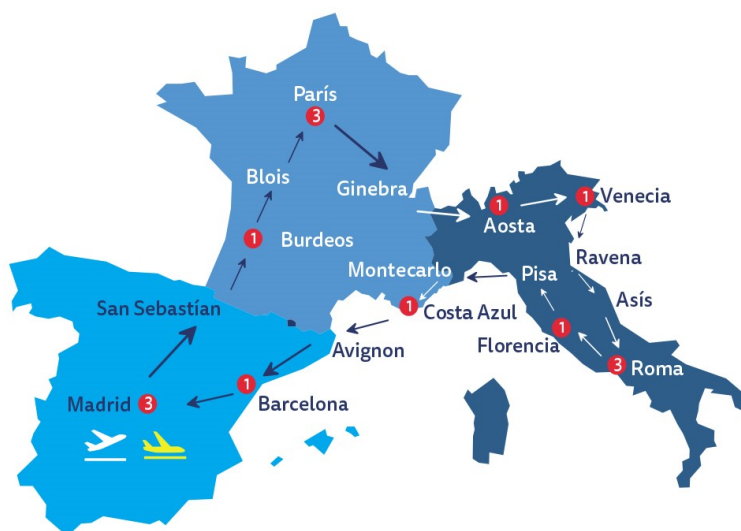 París
3
Blois
Ginebra
1
Venecia
1
Aosta
1
Burdeos
Ravena
Montecarlo
Pisa
Asís
San Sebastían
1
Costa Azul
1
Florencia
Avignon
3
Roma
1
Barcelona
Madrid
3